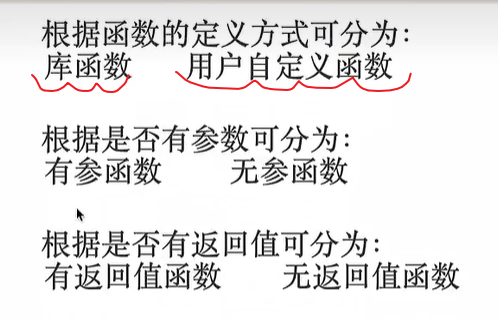 根据函数的定义方式可分为：
库函数 用户自定义函数
根据是否有参数可分为：
有参函数 无参函数
根据是否有返回值可分为：
有返回值函数 无返回值函数